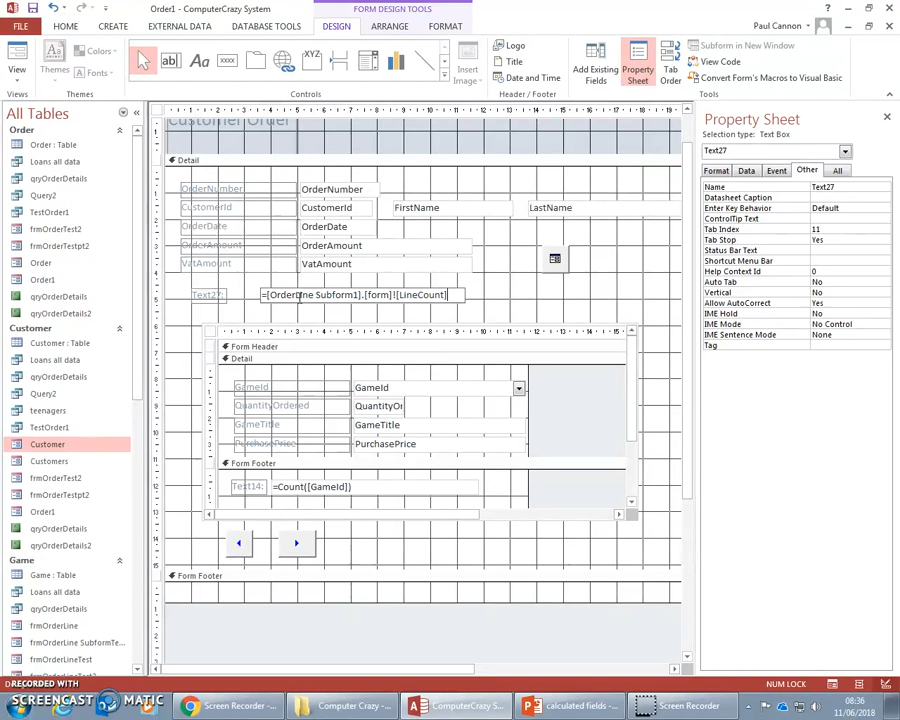 Order1 - ComputerCrazy System
FORM DESIGN TOOLS
Paul Cannon
FILE HOME CREATE EXTERNAL DATA DATABASE TOOLS DESIGN ARRANGE FORMAT
View
Themes
Colors
Fonts
Themes
ab|
Aa
xxxx
XYZ
Controls
Insert
Image
Logo
Title
Date and Time
Header / Footer
Add Existing
Fields
Property
Sheet
Tab
Order
Subform in New Window
View Code
Convert Form's Macros to Visual Basic
Tools
All Tables
Order
Order : Table
Loans all data
qryOrderDetails
Query2
TestOrder1
frmOrderTest2
frmOrderTestpt2
Order
Order1
qryOrderDetails
qryOrderDetails2
Customer
Customer : Table
Loans all data
qryOrderDetails
Query2
teenagers
TestOrder1
Customer
Customers
frmOrderTest2
frmOrderTestpt2
Order1
qryOrderDetails
qryOrderDetails2
Game
Game : Table
Loans all data
qryOrderDetails
frmOrderLine
frmOrderLine SubformTe...
frmOrderLineTest
Customer Order
Detail
OrderNumber OrderNumber
CustomerId CustomerId FirstName LastName
OrderDate OrderDate
OrderAmount OrderAmount
VatAmount VatAmount
Text27: =[OrderLine Subform1].[form]![LineCount]
Form Header
Detail
GameId GameId
QuantityOrdered QuantityOr
GameTitle GameTitle
PurchasePrice PurchasePrice
Form Footer
Text14: =Count([GameId])
Form Footer
Property Sheet
Selection type: Text Box
Text27
Format Data Event Other All
Name Text27
Datasheet Caption
Enter Key Behavior Default
ControlTip Text
Tab Index 11
Tab Stop Yes
Status Bar Text
Shortcut Menu Bar
Help Context Id 0
Auto Tab No
Vertical No
Allow AutoCorrect Yes
IME Hold No
IME Mode No Control
IME Sentence Mode None
Tag
RECORDED WITH
SCREENCAST MATIC
NUM LOCK
Screen Recorder -...
Computer Crazy -...
ComputerCrazy Sy...
calculated fields -...
Screen Recorder
08:36
11/06/2018